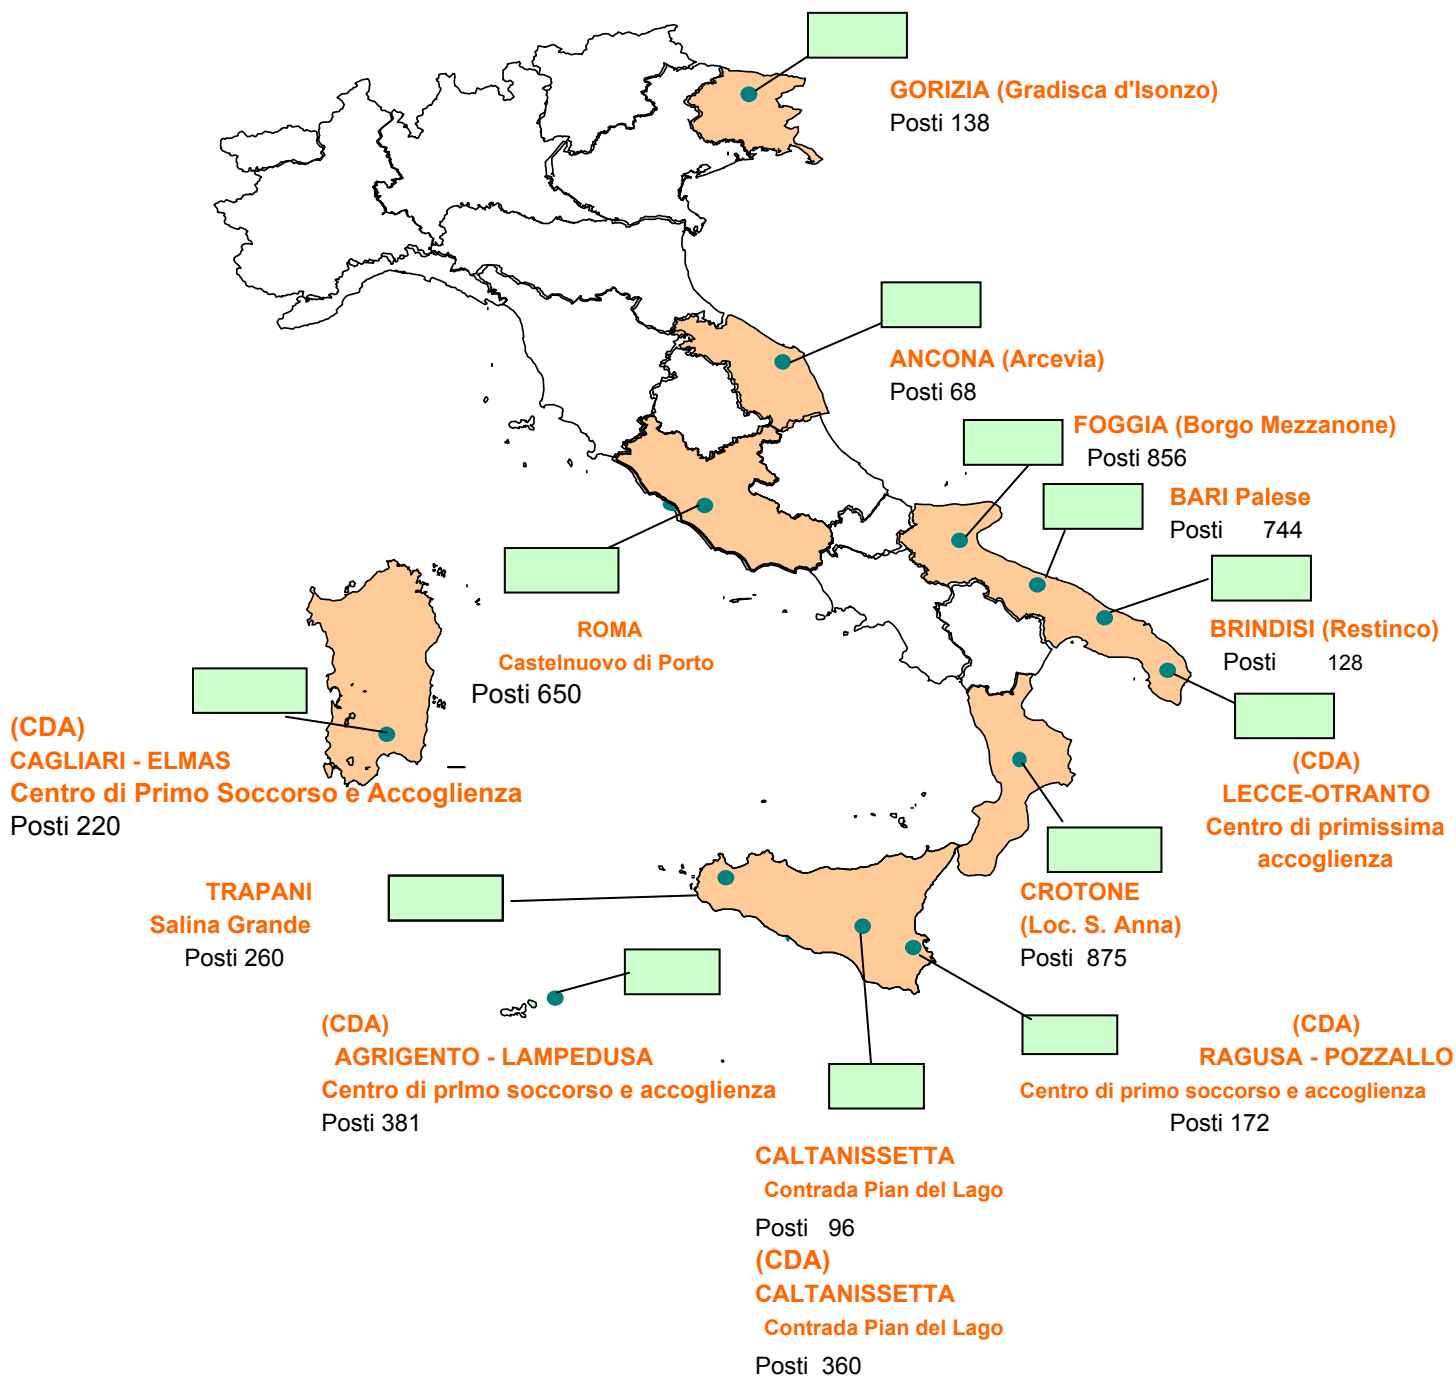 GORIZIA (Gradisca d'Isonzo)
Posti 138
ANCONA (Arcevia)
Posti 68
FOGGIA (Borgo Mezzanone)
Posti 856
BARI Palese
Posti 744
BRINDISI (Restinco)
Posti 128
ROMA
Castelnuovo di Porto
Posti 650
(CDA)
CAGLIARI - ELMAS
Centro di Primo Soccorso e Accoglienza
Posti 220
(CDA)
LECCE-OTRANTO
Centro di primissima
accoglienza
TRAPANI
Salina Grande
Posti 260
CROTONE
(Loc. S. Anna)
Posti 875
(CDA)
AGRIGENTO - LAMPEDUSA
Centro di prImo soccorso e accoglienza
Posti 381
(CDA)
RAGUSA - POZZALLO
Centro di primo soccorso e accoglienza
Posti 172
CALTANISSETTA
Contrada Pian del Lago
Posti 96
(CDA)
CALTANISSETTA
Contrada Pian del Lago
Posti 360